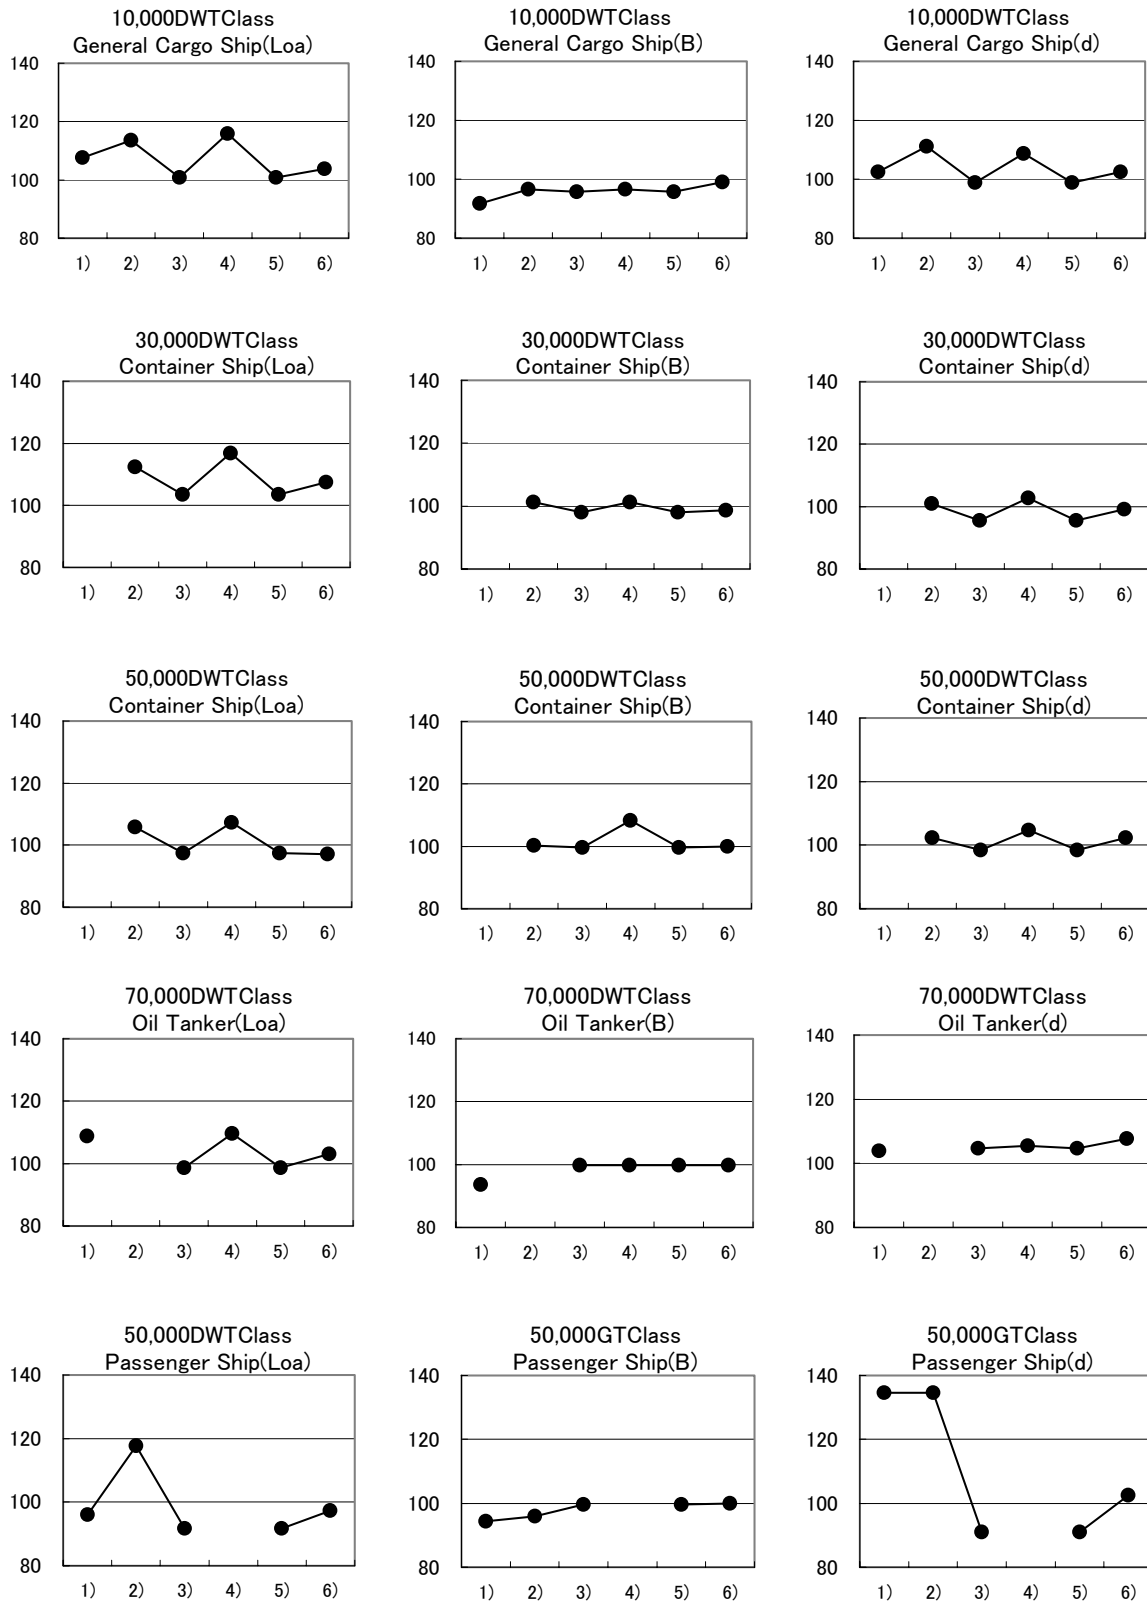 10,000DWTClass
General Cargo Ship(Loa)
140
120
100
80
1) 2) 3) 4) 5) 6)
10,000DWTClass
General Cargo Ship(B)
140
120
100
80
1) 2) 3) 4) 5) 6)
10,000DWTClass
General Cargo Ship(d)
140
120
100
80
1) 2) 3) 4) 5) 6)
30,000DWTClass
Container Ship(Loa)
140
120
100
80
1) 2) 3) 4) 5) 6)
30,000DWTClass
Container Ship(B)
140
120
100
80
1) 2) 3) 4) 5) 6)
30,000DWTClass
Container Ship(d)
140
120
100
80
1) 2) 3) 4) 5) 6)
50,000DWTClass
Container Ship(Loa)
140
120
100
80
1) 2) 3) 4) 5) 6)
50,000DWTClass
Container Ship(B)
140
120
100
80
1) 2) 3) 4) 5) 6)
50,000DWTClass
Container Ship(d)
140
120
100
80
1) 2) 3) 4) 5) 6)
70,000DWTClass
Oil Tanker(Loa)
140
120
100
80
1) 2) 3) 4) 5) 6)
70,000DWTClass
Oil Tanker(B)
140
120
100
80
1) 2) 3) 4) 5) 6)
70,000DWTClass
Oil Tanker(d)
140
120
100
80
1) 2) 3) 4) 5) 6)
50,000DWTClass
Passenger Ship(Loa)
140
120
100
80
1) 2) 3) 4) 5) 6)
50,000GTClass
Passenger Ship(B)
140
120
100
80
1) 2) 3) 4) 5) 6)
50,000GTClass
Passenger Ship(d)
140
120
100
80
1) 2) 3) 4) 5) 6)